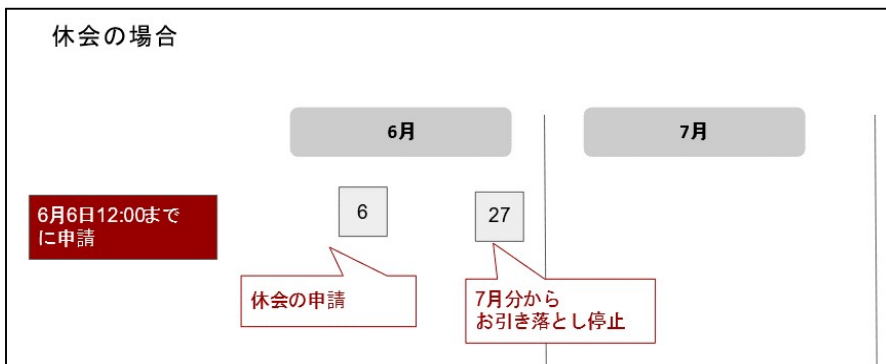 休会の場合
6月
7月
6月6日12:00まで
に申請
6
27
休会の申請
7月分から
お引き落とし停止